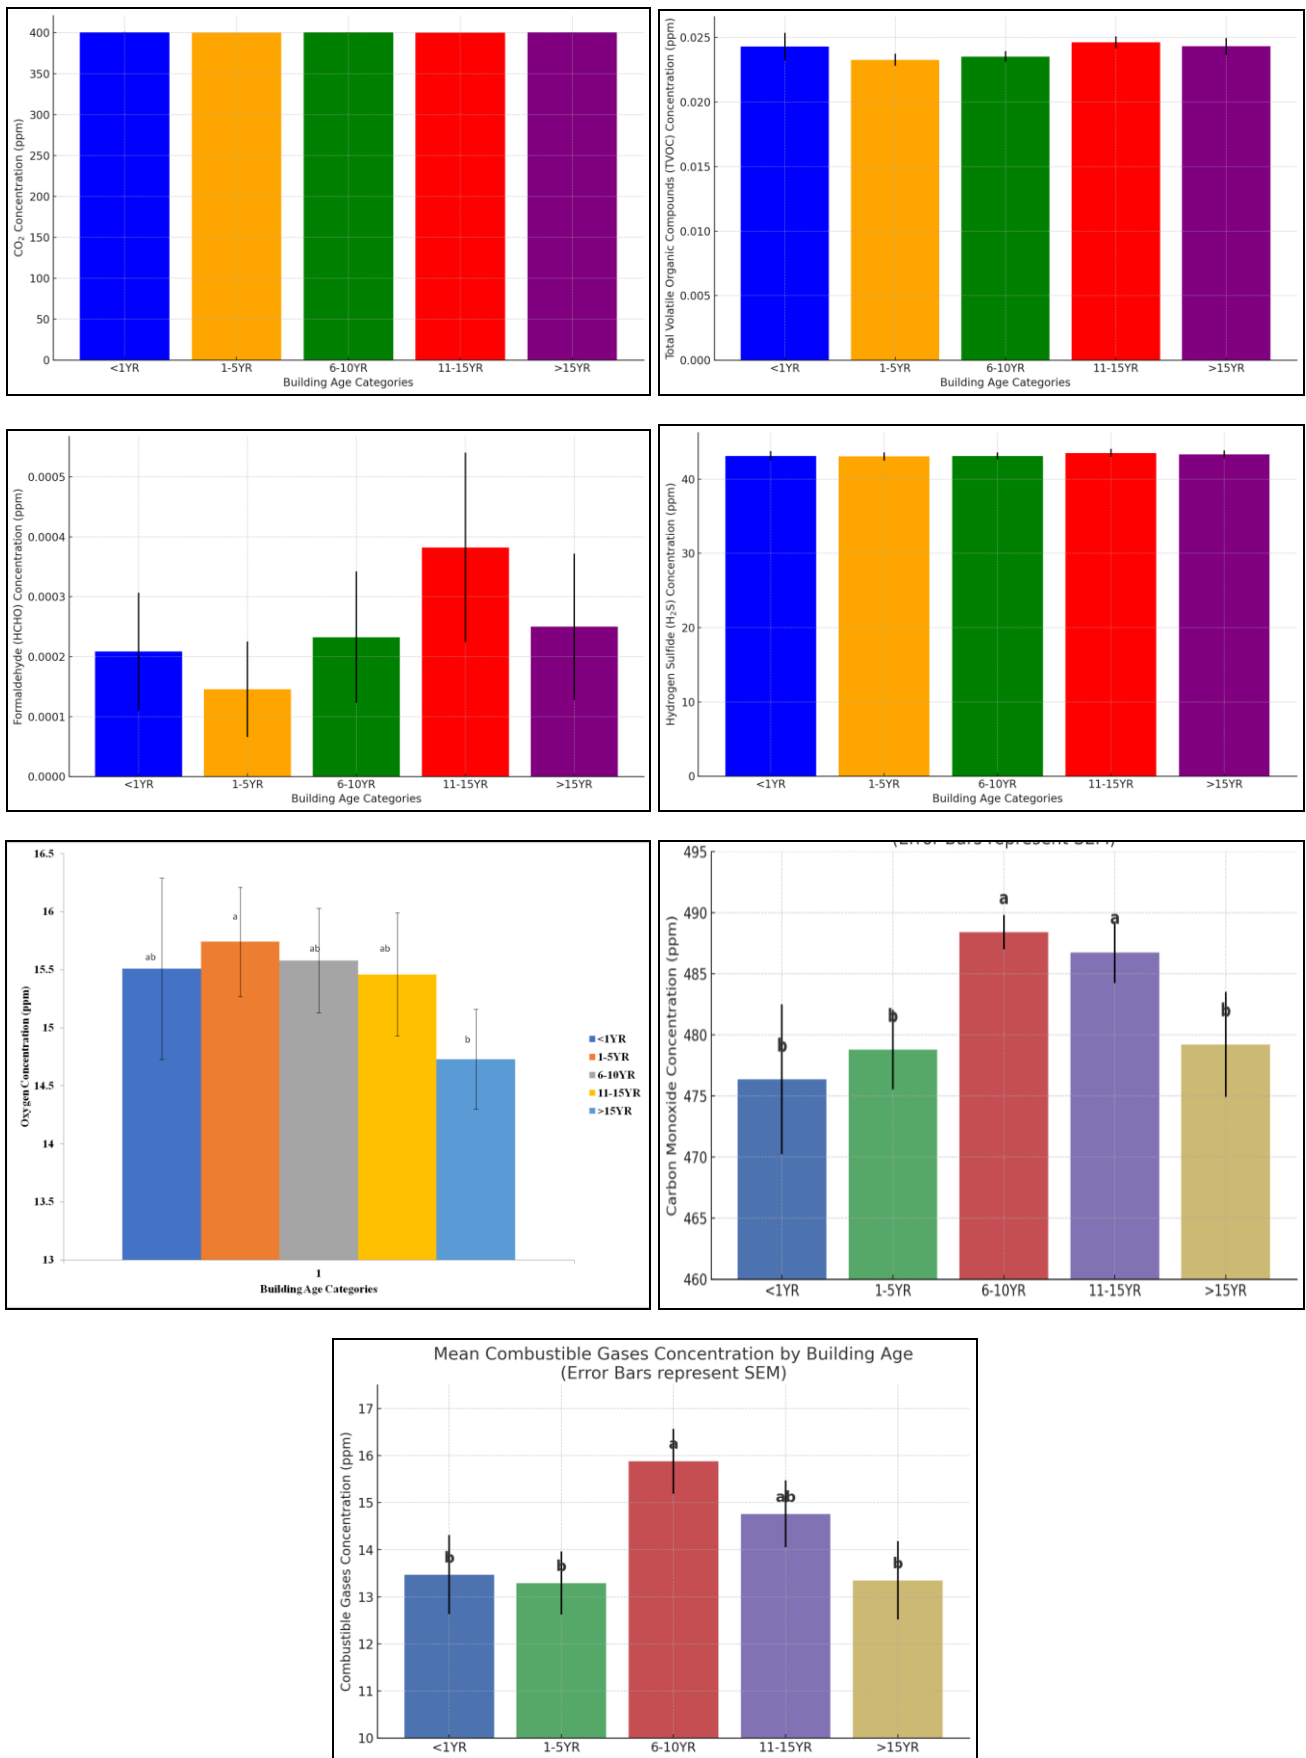 CO₂ Concentration (ppm)
400
350
300
250
200
150
100
50
0
<1YR 1-5YR 6-10YR 11-15YR >15YR
Building Age Categories
Total Volatile Organic Compounds (TVOC) Concentration (ppm)
0.025
0.020
0.015
0.010
0.005
0.000
<1YR 1-5YR 6-10YR 11-15YR >15YR
Building Age Categories
Formaldehyde (HCHO) Concentration (ppm)
0.0005
0.0004
0.0003
0.0002
0.0001
0.0000
<1YR 1-5YR 6-10YR 11-15YR >15YR
Building Age Categories
Hydrogen Sulfide (H₂S) Concentration (ppm)
40
30
20
10
0
<1YR 1-5YR 6-10YR 11-15YR >15YR
Building Age Categories
Oxygen Concentration (ppm)
16.5
16
15.5
15
14.5
14
13.5
13
ab a ab ab b
1
Building Age Categories
<1YR
1-5YR
6-10YR
11-15YR
>15YR
(Error Bars represent SEM)
Carbon Monoxide Concentration (ppm)
495
490
485
480
475
470
465
460
b b a a b
<1YR 1-5YR 6-10YR 11-15YR >15YR
Mean Combustible Gases Concentration by Building Age
(Error Bars represent SEM)
Combustible Gases Concentration (ppm)
17
16
15
14
13
12
11
10
b b a ab b
<1YR 1-5YR 6-10YR 11-15YR >15YR